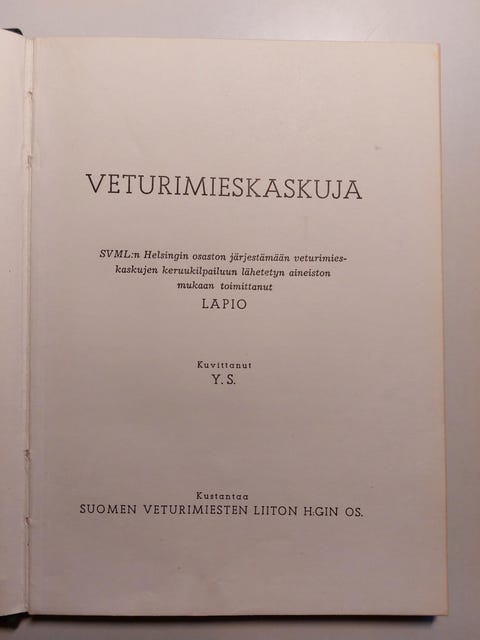 VETURIMIESKASKUJA
SVML:n Helsingin osaston järjestämään veturimies-
kaskujen keruukilpailuun lähetetyn aineiston
mukaan toimittanut
LAPIO
Kuvittanut
Y. S.
Kustantaa
SUOMEN VETURIMIESTEN LIITON H:GIN OS.